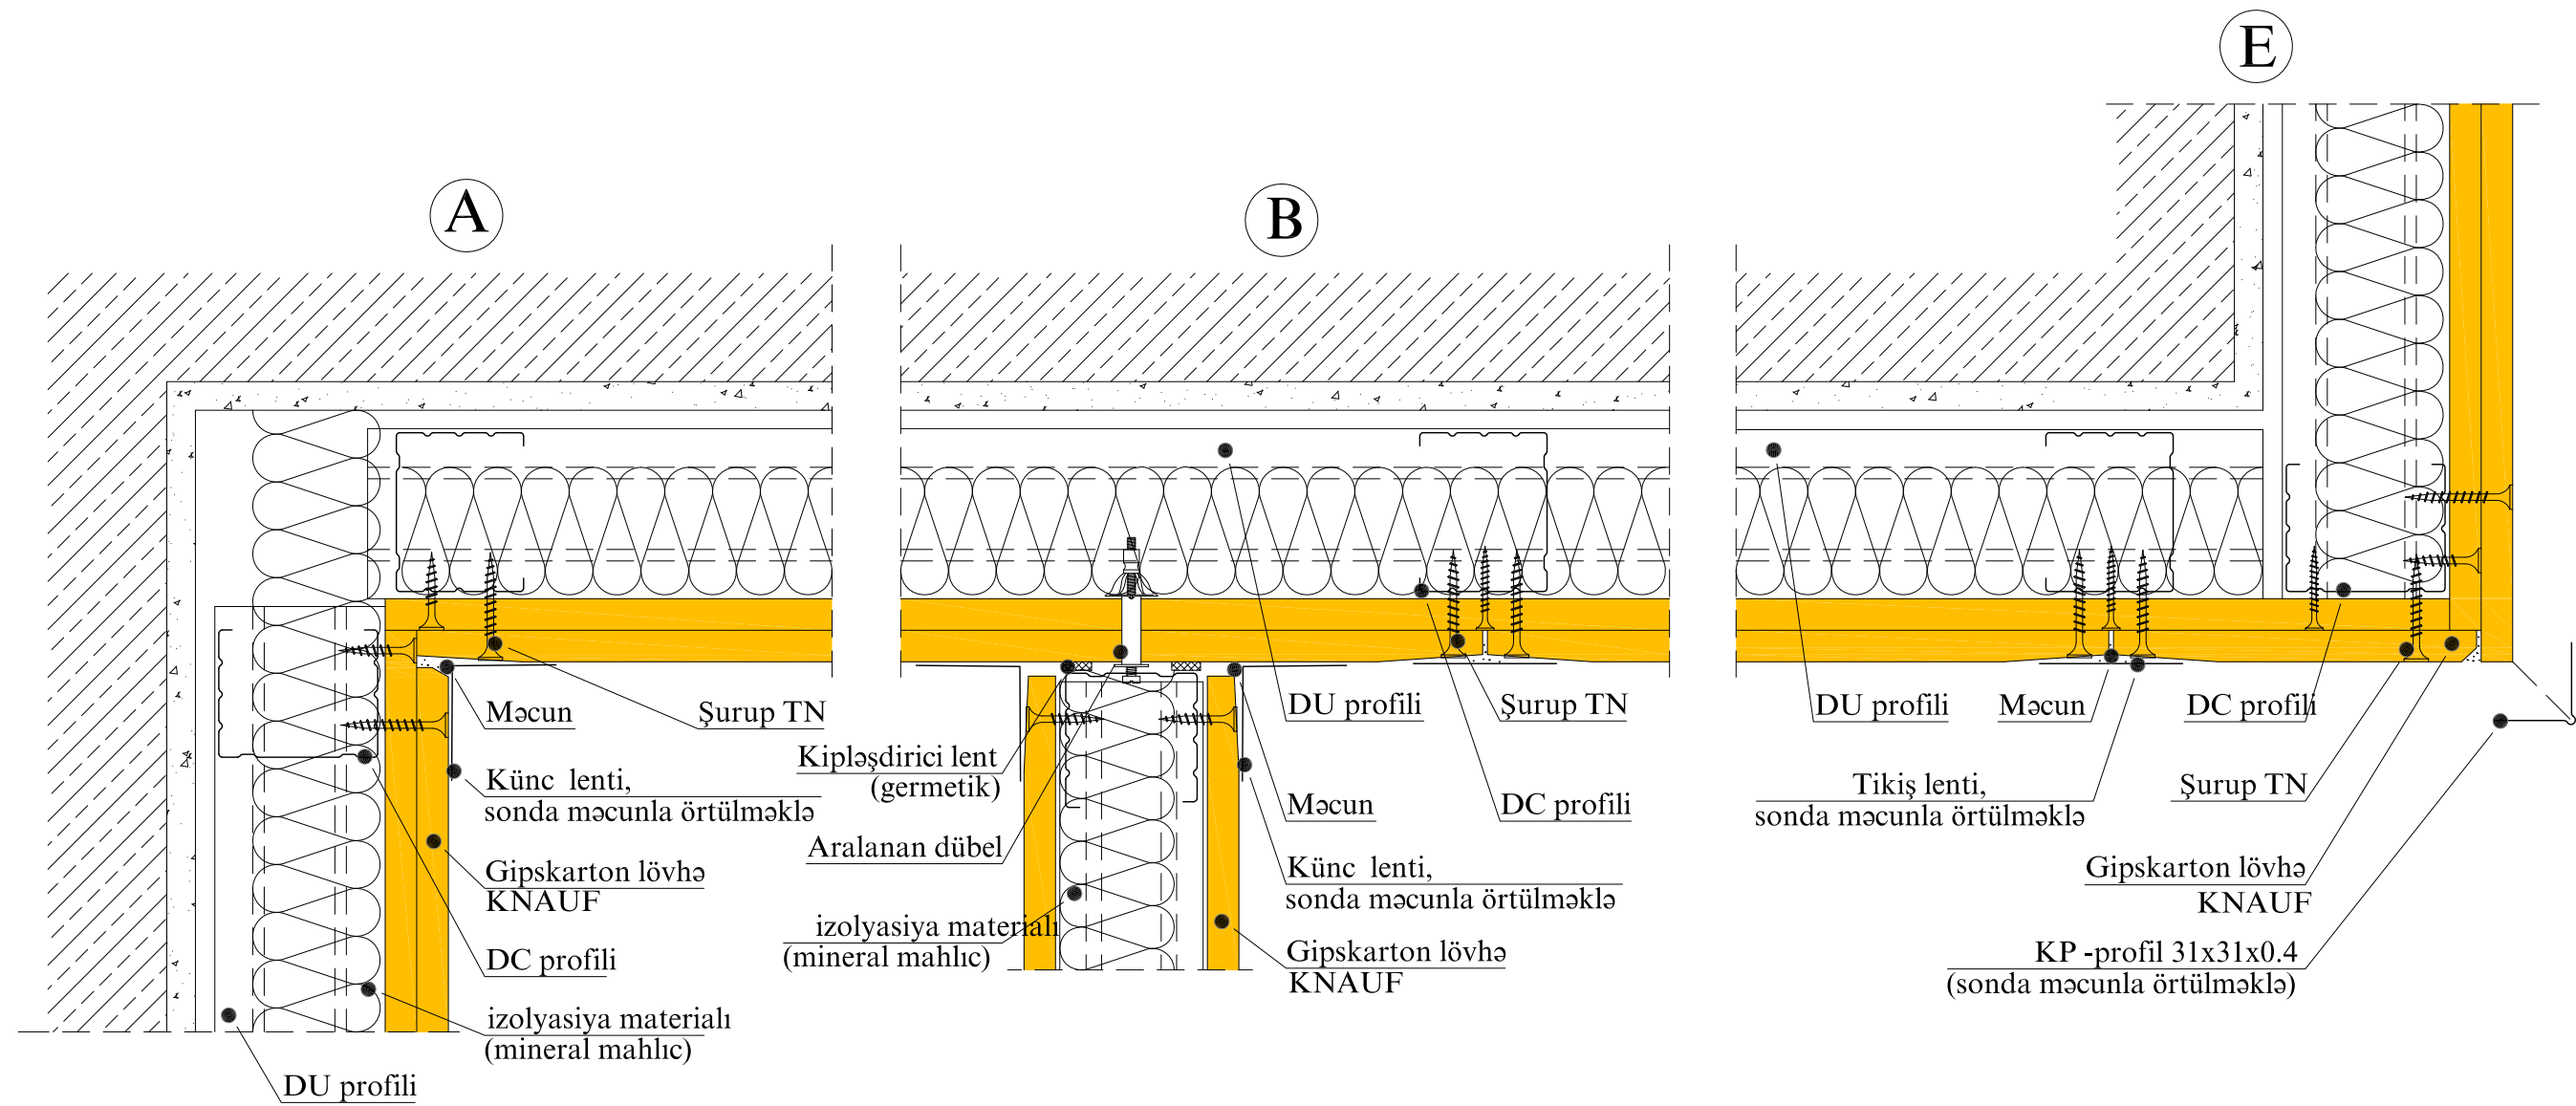 A
Məcun
Şurup TN
Künc lenti,
sonda məcunla örtülməklə
Gipskarton lövhə
KNAUF
DC profili
izolyasiya materialı
(mineral mahlıc)
DU profili
B
Kipləşdirici lent
(germetik)
Aralanan dübel
izolyasiya materialı
(mineral mahlıc)
DU profili
Şurup TN
Məcun
DC profili
Künc lenti,
sonda məcunla örtülməklə
Gipskarton lövhə
KNAUF
E
DU profili
Məcun
DC profili
Tikiş lenti,
sonda məcunla örtülməklə
Şurup TN
Gipskarton lövhə
KNAUF
KP -profil 31x31x0.4
(sonda məcunla örtülməklə)